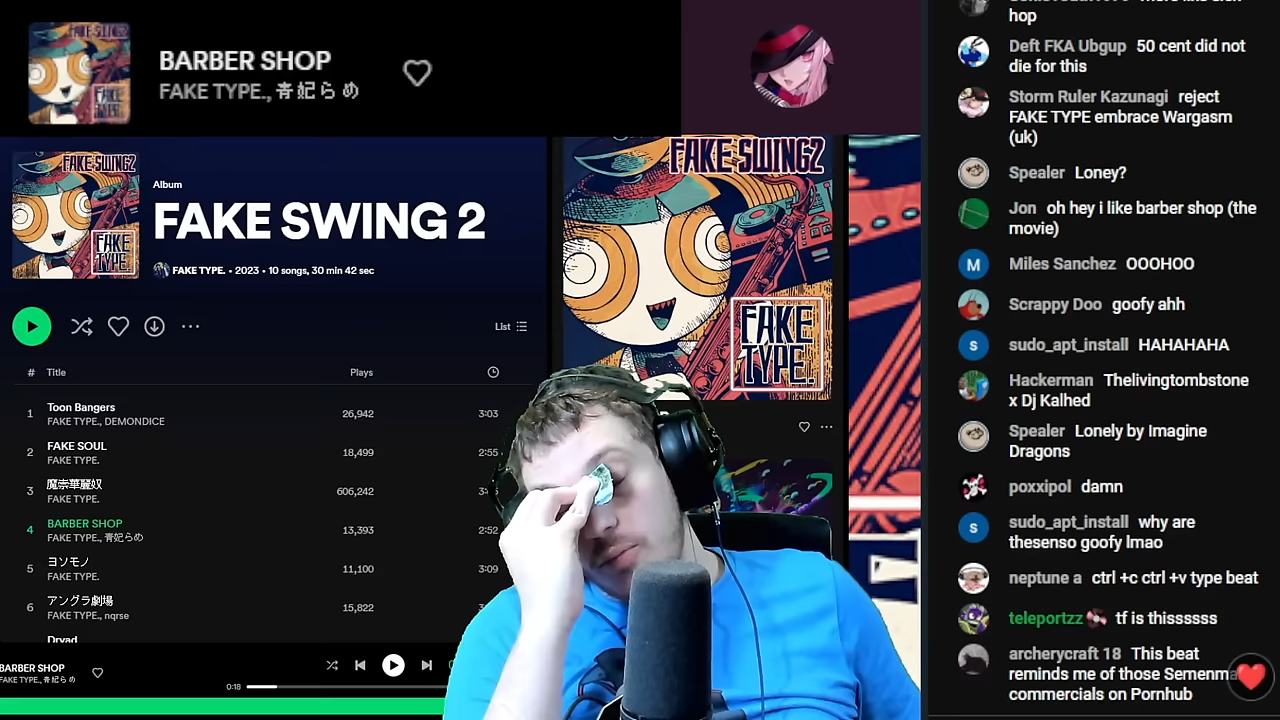 BARBER SHOP
FAKE TYPE., 青妃らめ
FAKE SWING2
FAKE
TYPE.
Album
FAKE SWING 2
FAKE TYPE. • 2023 • 10 songs, 30 min 42 sec
List
# Title Plays
1 Toon Bangers 26,942 3:03
FAKE TYPE., DEMONDICE
2 FAKE SOUL 18,499 2:55
FAKE TYPE.
3 魔崇華麗奴 606,242
FAKE TYPE.
4 BARBER SHOP 13,393 2:52
FAKE TYPE., 青妃らめ
5 ヨソモノ 11,100 3:09
FAKE TYPE.
6 アングラ劇場 15,822
FAKE TYPE., nqrse
Dryad
BARBER SHOP
FAKE TYPE., 青妃らめ
0:18
FAKE SWING2
FAKE
TYPE.
hop
Deft FKA Ubgup 50 cent did not
die for this
Storm Ruler Kazunagi reject
FAKE TYPE embrace Wargasm
(uk)
Spealer Loney?
Jon oh hey i like barber shop (the
movie)
M Miles Sanchez OOOHOO
Scrappy Doo goofy ahh
s sudo_apt_install HAHAHAHA
Hackerman Thelivingtombstone
x Dj Kalhed
Spealer Lonely by Imagine
Dragons
poxxipol damn
s sudo_apt_install why are
thesenso goofy lmao
neptune a ctrl +c ctrl +v type beat
teleportzz tf is thisssssss
archerycraft 18 This beat
reminds me of those Semenma
commercials on Pornhub